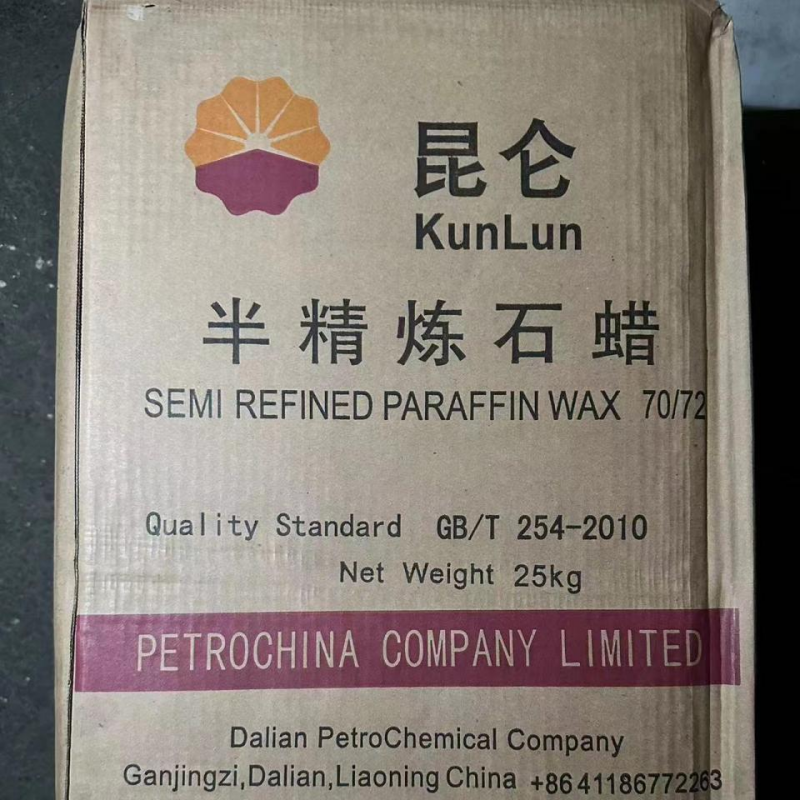 昆仑
KunLun
半精炼石蜡
SEMI REFINED PARAFFIN WAX 70/72
Quality Standard GB/T 254-2010
Net Weight 25kg
PETROCHINA COMPANY LIMITED
Dalian PetroChemical Company
Ganjingzi,Dalian,Liaoning China +86 41186772263